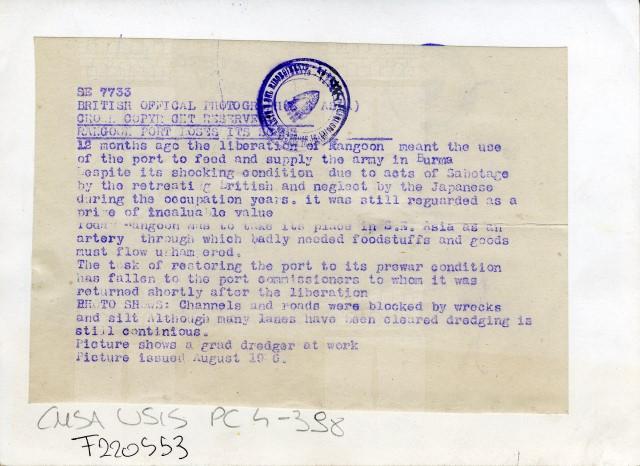 SE 7733
BRITISH OFFICAL PHOTOGR
CROWN COPYRIGHT RESERVE
RANGOON PORT LOSES ITS
12 months ago the liberation of Rangoon meant the use
of the port to feed and supply the army in Burma
Despite its shocking condition due to acts of Sabotage
by the retreating British and neglect by the Japanese
during the occupation years. it was still reguarded as a
prize of incaluable value
Today Rangoon has to take its place in S.E. Asia as an
artery through which badly needed foodstuffs and goods
must flow unhampered.
The task of restoring the port to its prewar condition
has fallen to the port commissioners to whom it was
returned shortly after the liberation
PHOTO SHOWS: Channels and roads were blocked by wrecks
and silt Although many lanes have been cleared dredging is
still continious.
Picture shows a grad dredger at work
Picture issued August
CMSA USIS PC 4-398
F220553